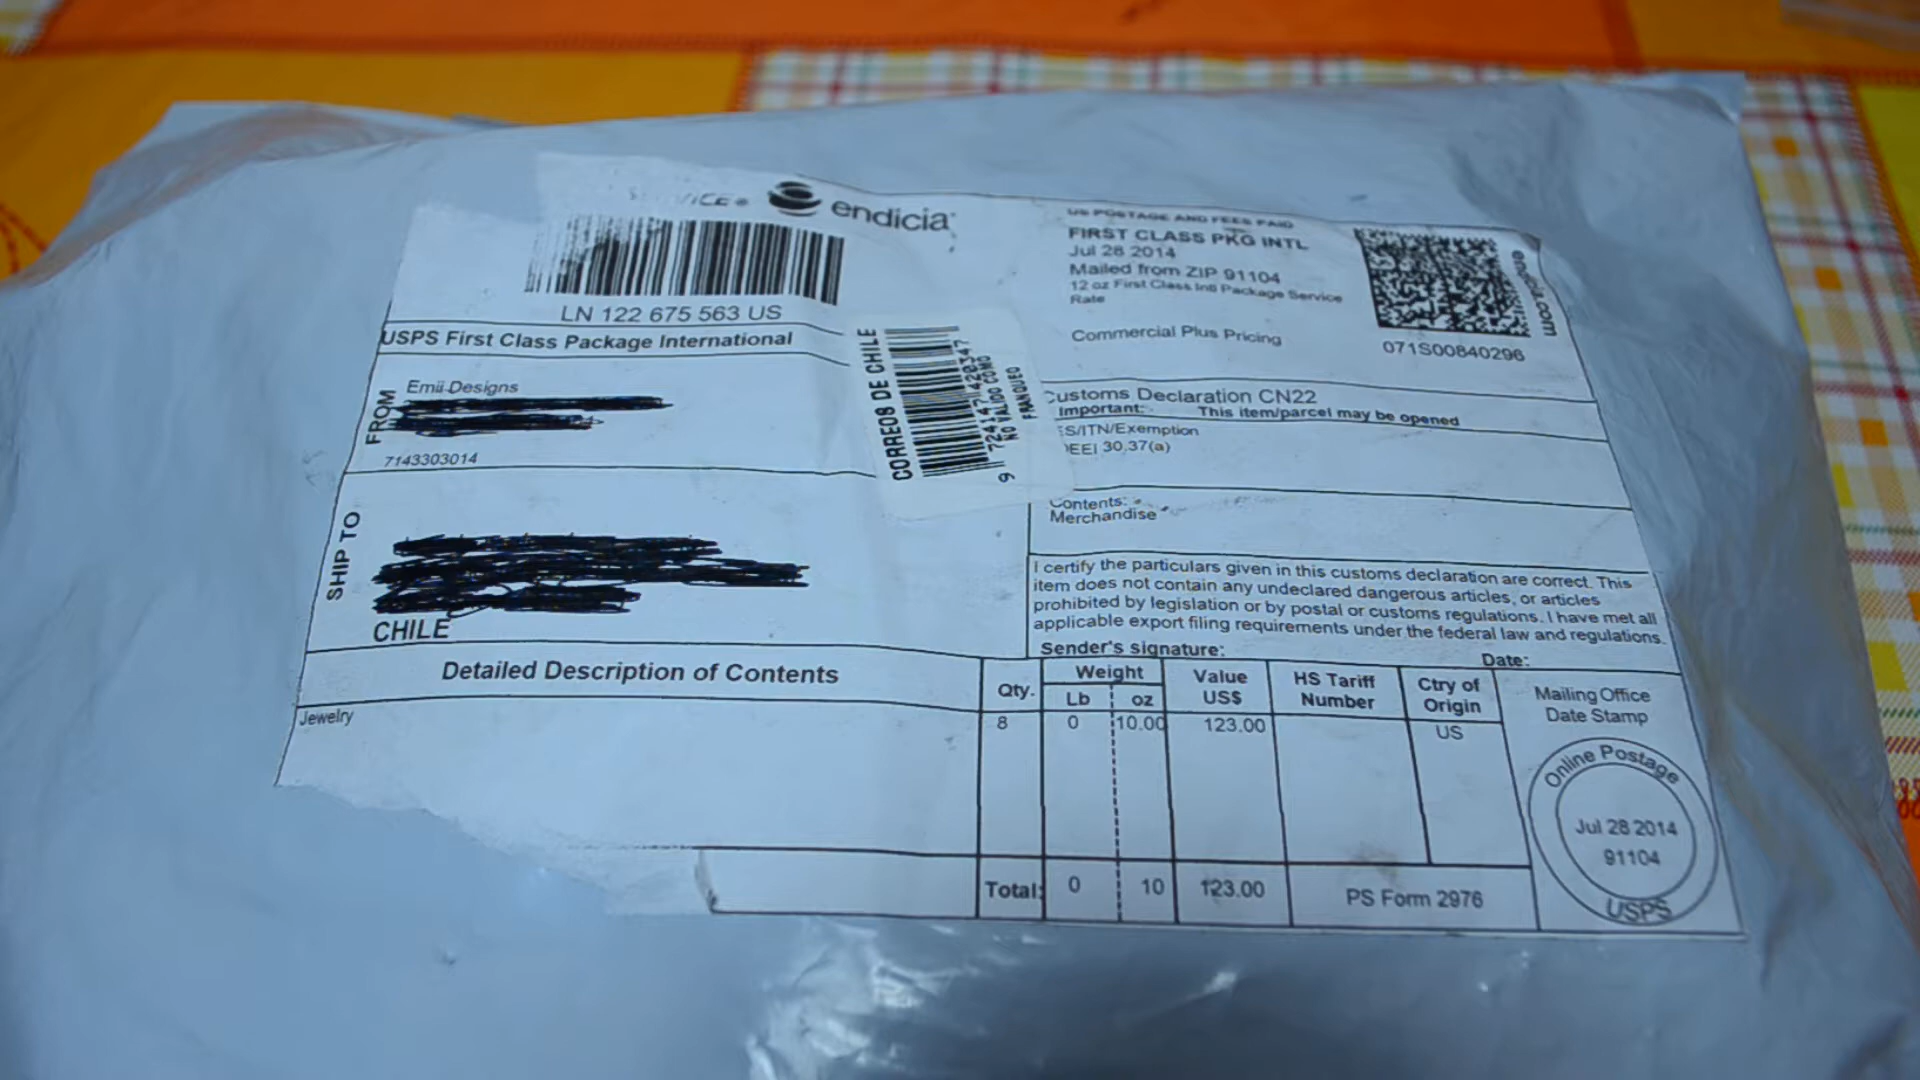 endicia
LN 122 675 563 US
USPS First Class Package International
FROM
Emii Designs
7143303014
SHIP TO
CHILE
CORREOS DE CHILE
NO VALIDO COMO
FRANQUEO
US POSTAGE AND FEES PAID
FIRST CLASS PKG INTL
Jul 28 2014
Mailed from ZIP 91104
12 oz First Class Intl Package Service
Rate
Commercial Plus Pricing
endicia.com
071S00840296
Customs Declaration CN22
Important: This item/parcel may be opened
ES/ITN/Exemption
EEI 30.37(a)
Contents:
Merchandise
I certify the particulars given in this customs declaration are correct. This
item does not contain any undeclared dangerous articles, or articles
prohibited by legislation or by postal or customs regulations. I have met all
applicable export filing requirements under the federal law and regulations.
Sender's signature: Date:
Detailed Description of Contents Qty. Weight Lb oz Value US$ HS Tariff Number Ctry of Origin
Mailing Office
Date Stamp
Jewelry 8 0 10.00 123.00 US
Total: 0 10 123.00 PS Form 2976
Online Postage
Jul 28 2014
91104
USPS